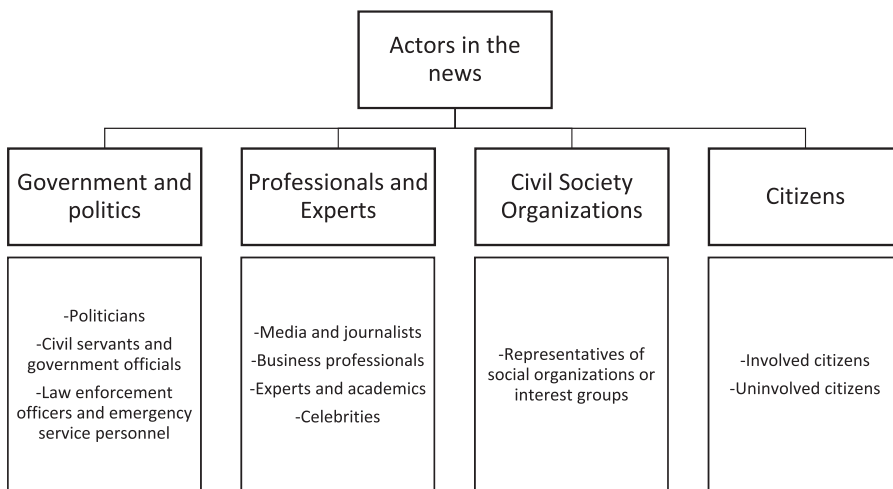 Actors in the
news
Government and
politics
Professionals and
Experts
Civil Society
Organizations
Citizens
-Politicians
-Civil servants and
government officials
-Law enforcement
officers and emergency
service personnel
-Media and journalists
-Business professionals
-Experts and academics
-Celebrities
-Representatives of
social organizations or
interest groups
-Involved citizens
-Uninvolved citizens